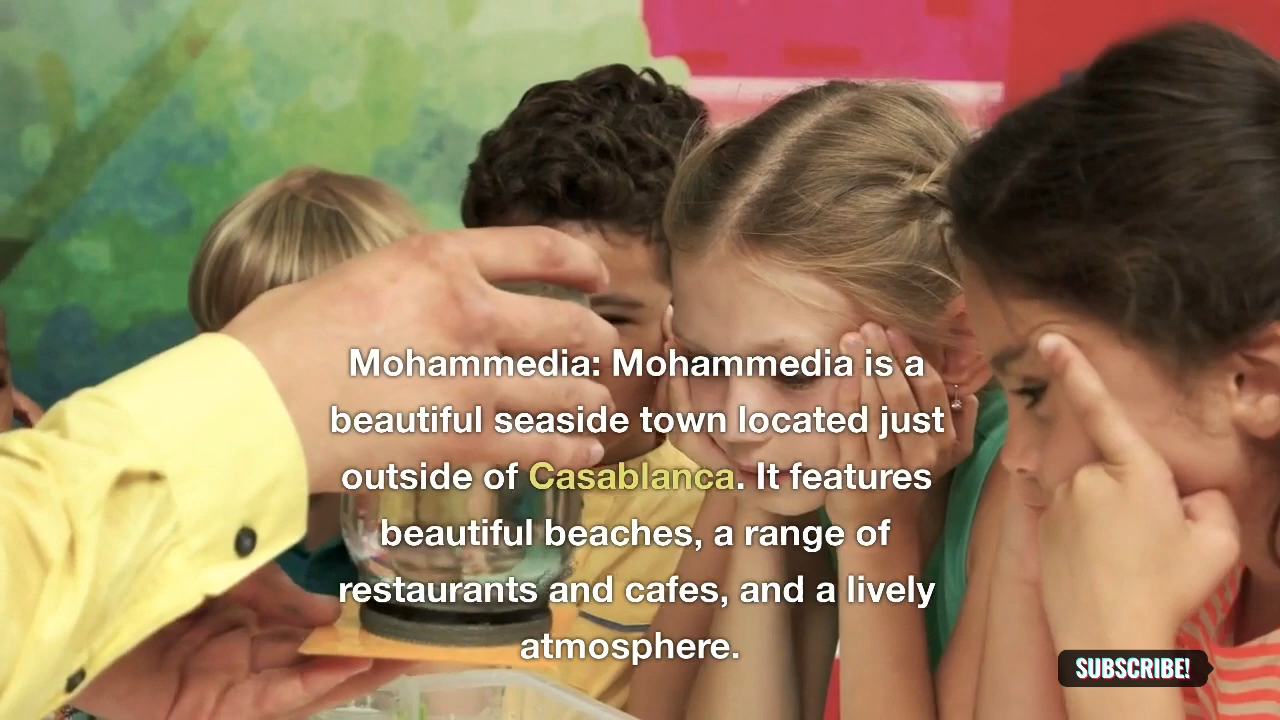 Mohammedia: Mohammedia is a
beautiful seaside town located just
outside of Casablanca. It features
beautiful beaches, a range of
restaurants and cafes, and a lively
atmosphere.
SUBSCRIBE!